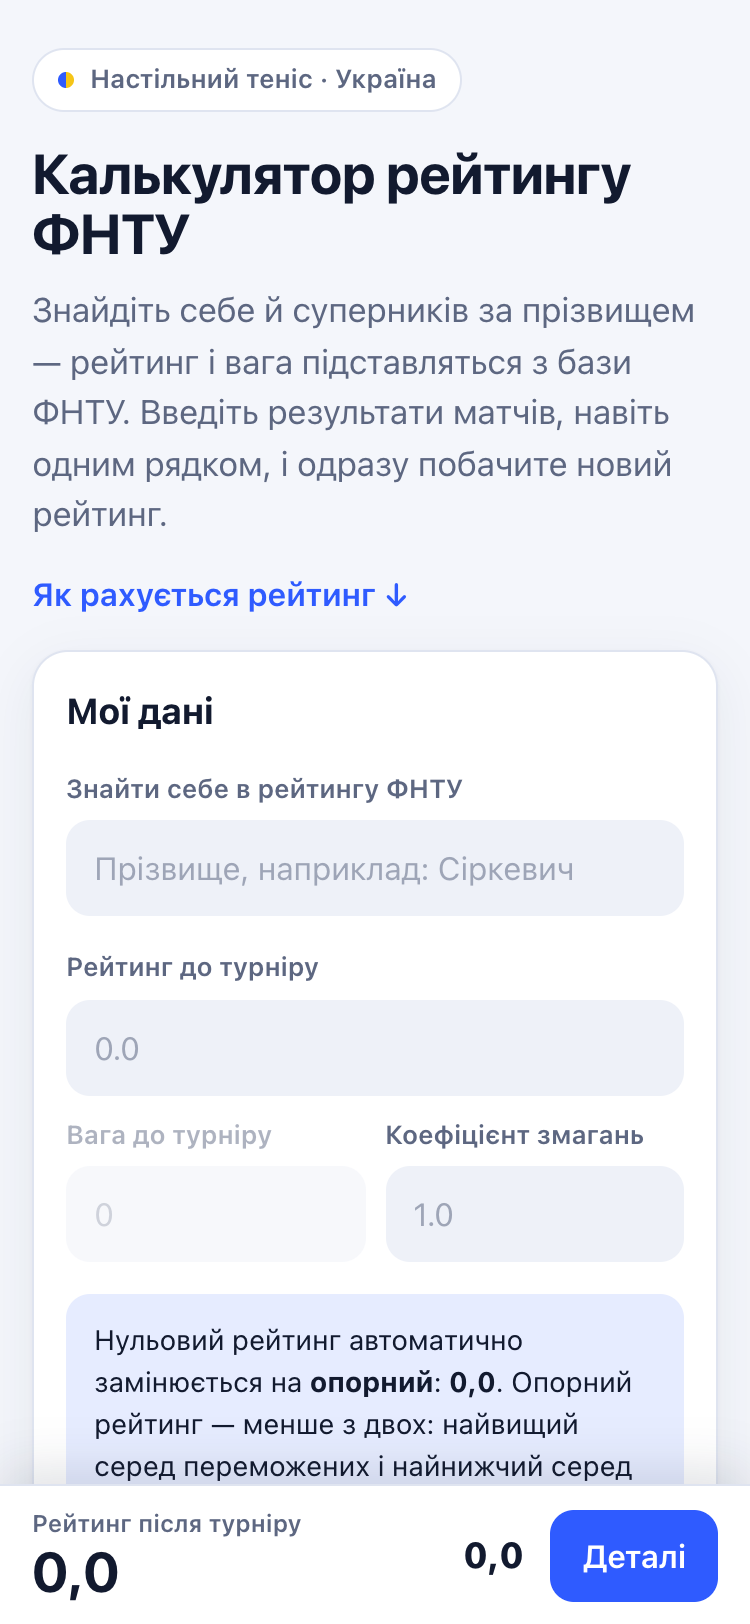 Настільний теніс · Україна
Калькулятор рейтингу
ФНТУ
Знайдіть себе й суперників за прізвищем
— рейтинг і вага підставляться з бази
ФНТУ. Введіть результати матчів, навіть
одним рядком, і одразу побачите новий
рейтинг.
Як рахується рейтинг ↓
Мої дані
Знайти себе в рейтингу ФНТУ
Прізвище, наприклад: Сіркевич
Рейтинг до турніру
0.0
Вага до турніру Коефіцієнт змагань
0 1.0
Нульовий рейтинг автоматично
замінюється на опорний: 0,0. Опорний
рейтинг — менше з двох: найвищий
серед переможених і найнижчий серед
Рейтинг після турніру
0,0 0,0 Деталі